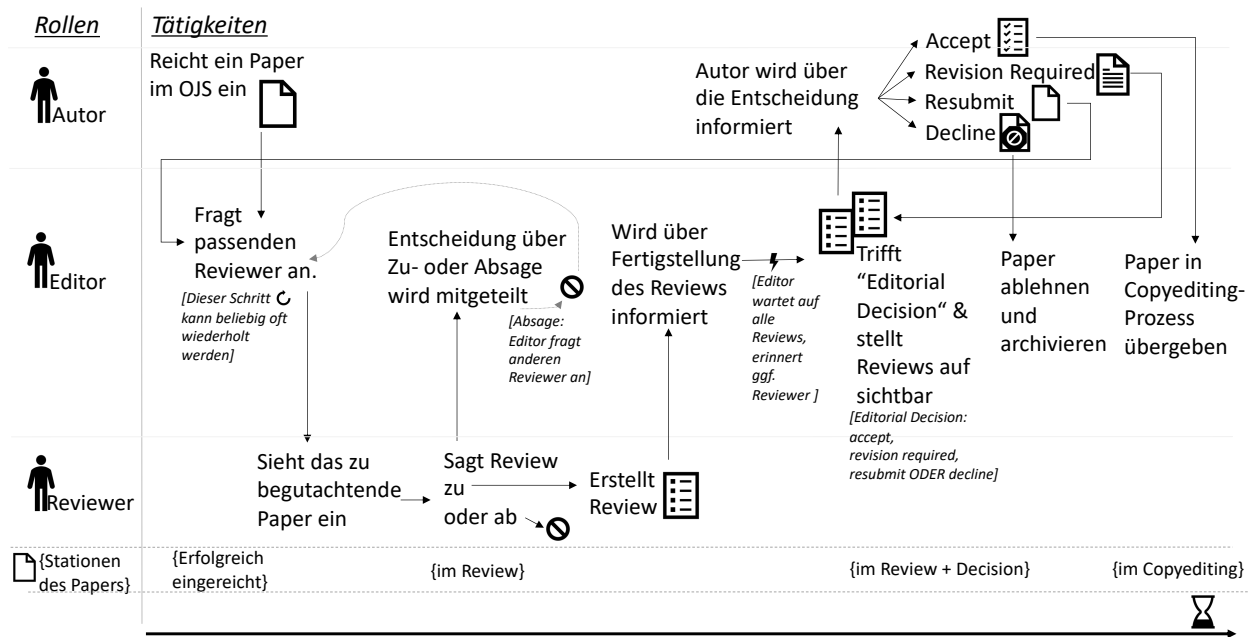 Rollen
Tätigkeiten
Autor
Reicht ein Paper
im OJS ein
Autor wird über
die Entscheidung
informiert
Accept
Revision Required
Resubmit
Decline
Editor
Fragt
passenden
Reviewer an.
[Dieser Schritt
kann beliebig oft
wiederholt
werden]
Entscheidung über
Zu- oder Absage
wird mitgeteilt
[Absage:
Editor fragt
anderen
Reviewer an]
Wird über
Fertigstellung
des Reviews
informiert
[Editor
wartet auf
alle
Reviews,
erinnert
ggf.
Reviewer ]
Trifft
“Editorial
Decision“ &
stellt
Reviews auf
sichtbar
[Editorial Decision:
accept,
revision required,
resubmit ODER decline]
Paper
ablehnen
und
archivieren
Paper in
Copyediting-
Prozess
übergeben
Reviewer
Sieht das zu
begutachtende
Paper ein
Sagt Review
zu
oder ab
Erstellt
Review
{Stationen
des Papers}
{Erfolgreich
eingereicht}
{im Review}
{im Review + Decision}
{im Copyediting}